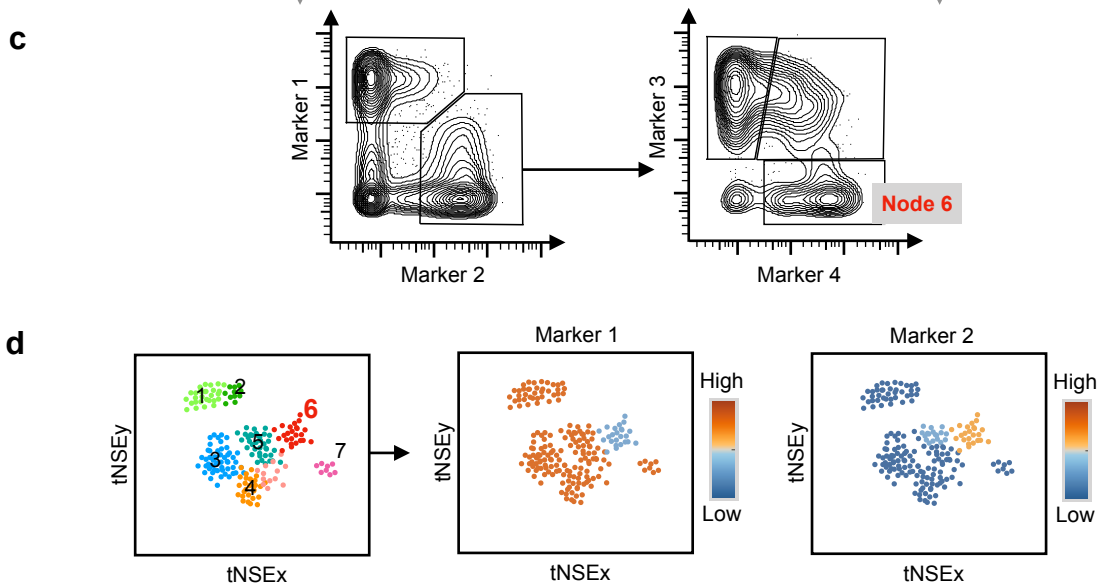 c
Marker 1
Marker 2
Marker 3
Marker 4
Node 6
d
tNSEy
tNSEx
1
2
3
4
5
6
7
Marker 1
tNSEy
tNSEx
High
Low
Marker 2
tNSEy
tNSEx
High
Low